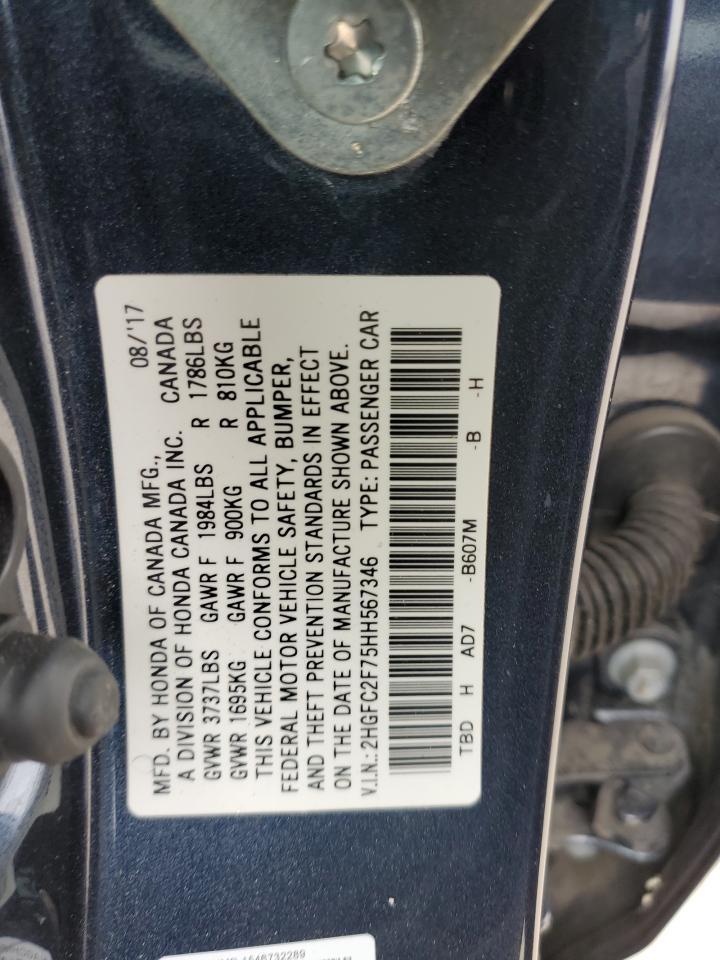 MFD. BY HONDA OF CANADA MFG., 08/'17
A DIVISION OF HONDA CANADA INC. CANADA
GVWR 3737LBS GAWR F 1984LBS R 1786LBS
GVWR 1695KG GAWR F 900KG R 810KG
THIS VEHICLE CONFORMS TO ALL APPLICABLE
FEDERAL MOTOR VEHICLE SAFETY, BUMPER,
AND THEFT PREVENTION STANDARDS IN EFFECT
ON THE DATE OF MANUFACTURE SHOWN ABOVE.
V.I.N.: 2HGFC2F75HH567346 TYPE: PASSENGER CAR
TBD H AD7 -B607M -B -H
1546732289